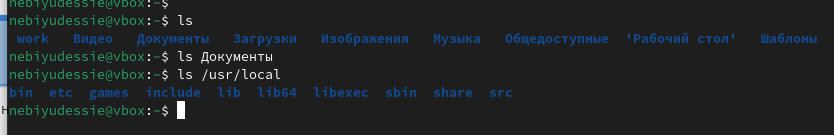 nebiyudessie@vbox:~$
nebiyudessie@vbox:~$ ls
work Видео Документы Загрузки Изображения Музыка Общедоступные 'Рабочий стол' Шаблоны
nebiyudessie@vbox:~$ ls Документы
nebiyudessie@vbox:~$ ls /usr/local
bin etc games include lib lib64 libexec sbin share src
nebiyudessie@vbox:~$